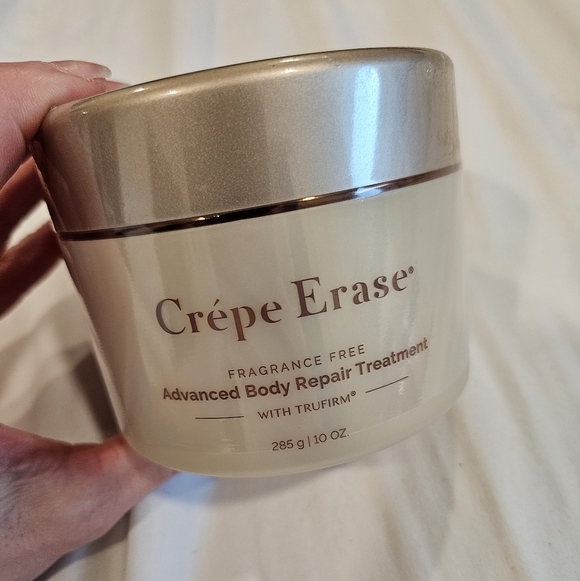 Crépe Erase®
FRAGRANCE FREE
Advanced Body Repair Treatment
WITH TRUFIRM®
285 g | 10 OZ.